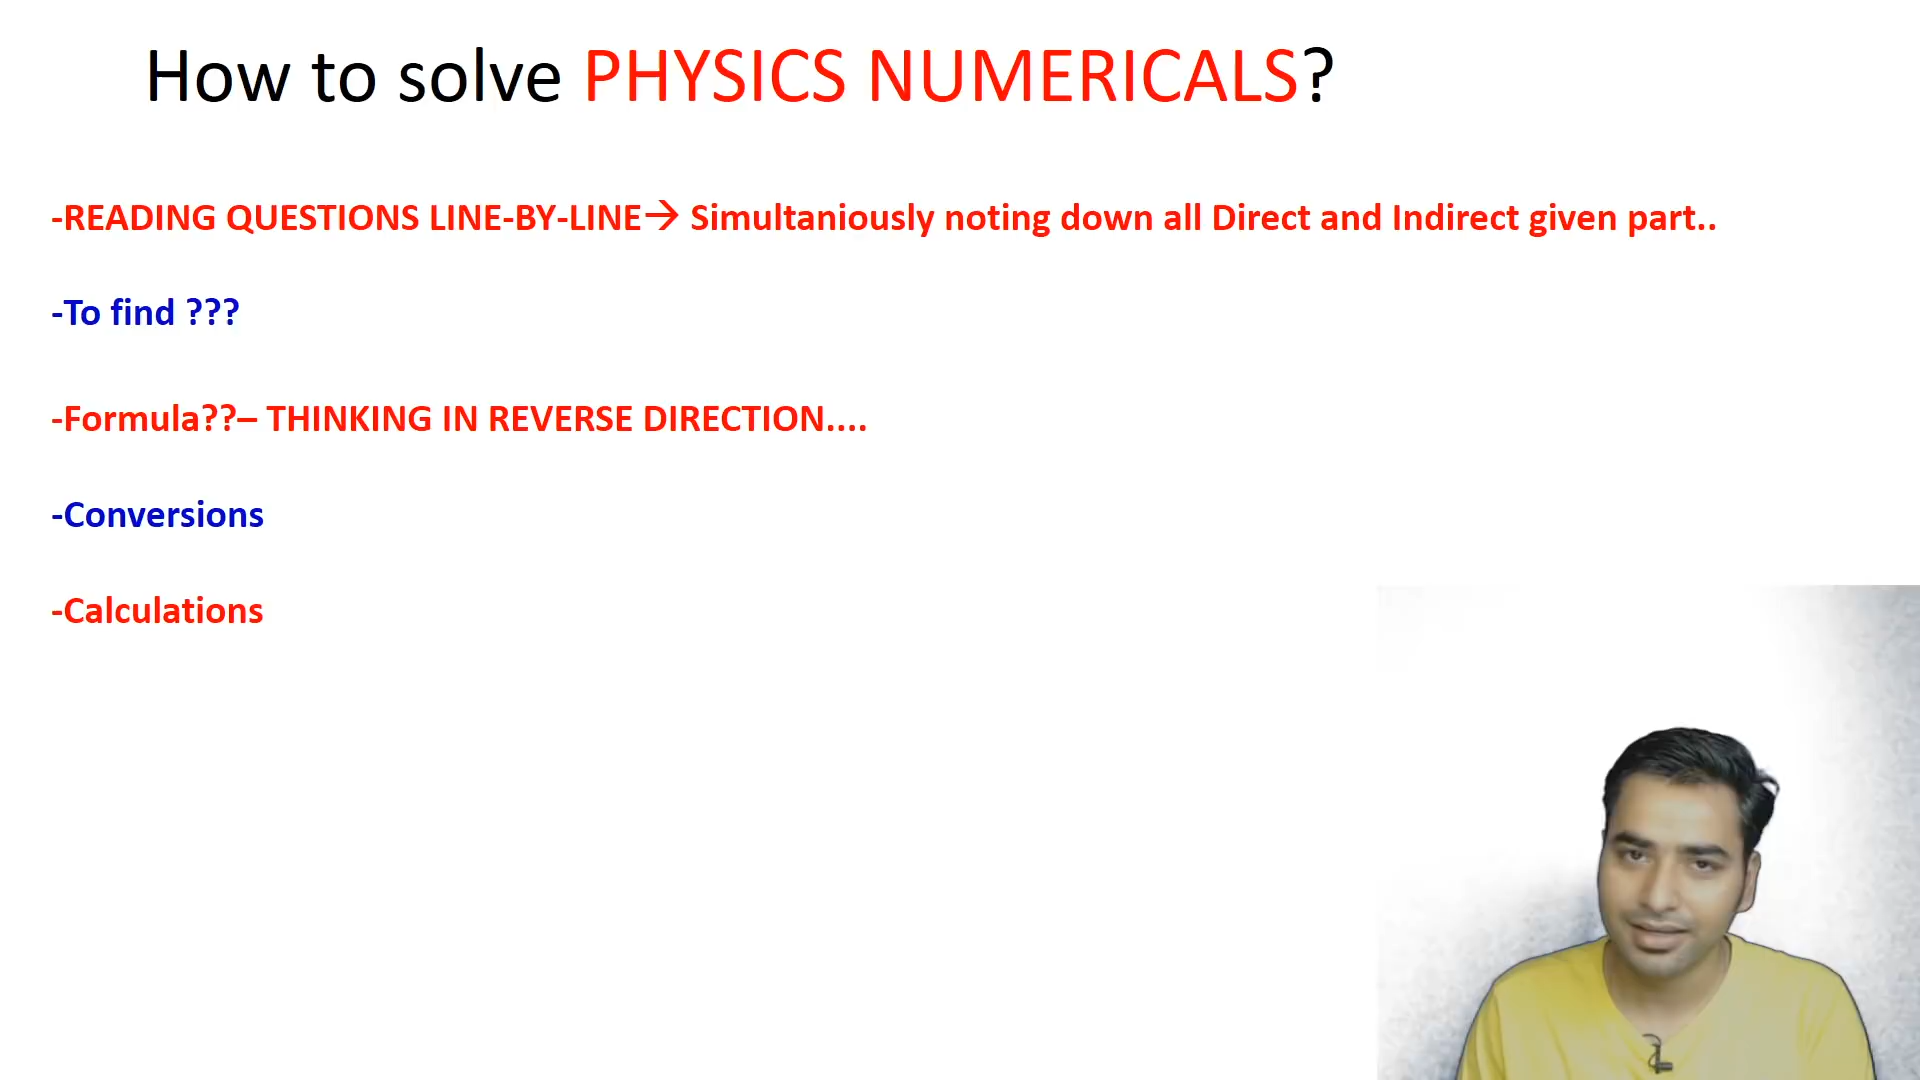 How to solve PHYSICS NUMERICALS?
-READING QUESTIONS LINE-BY-LINE→ Simultaniously noting down all Direct and Indirect given part..
-To find ???
-Formula??– THINKING IN REVERSE DIRECTION....
-Conversions
-Calculations